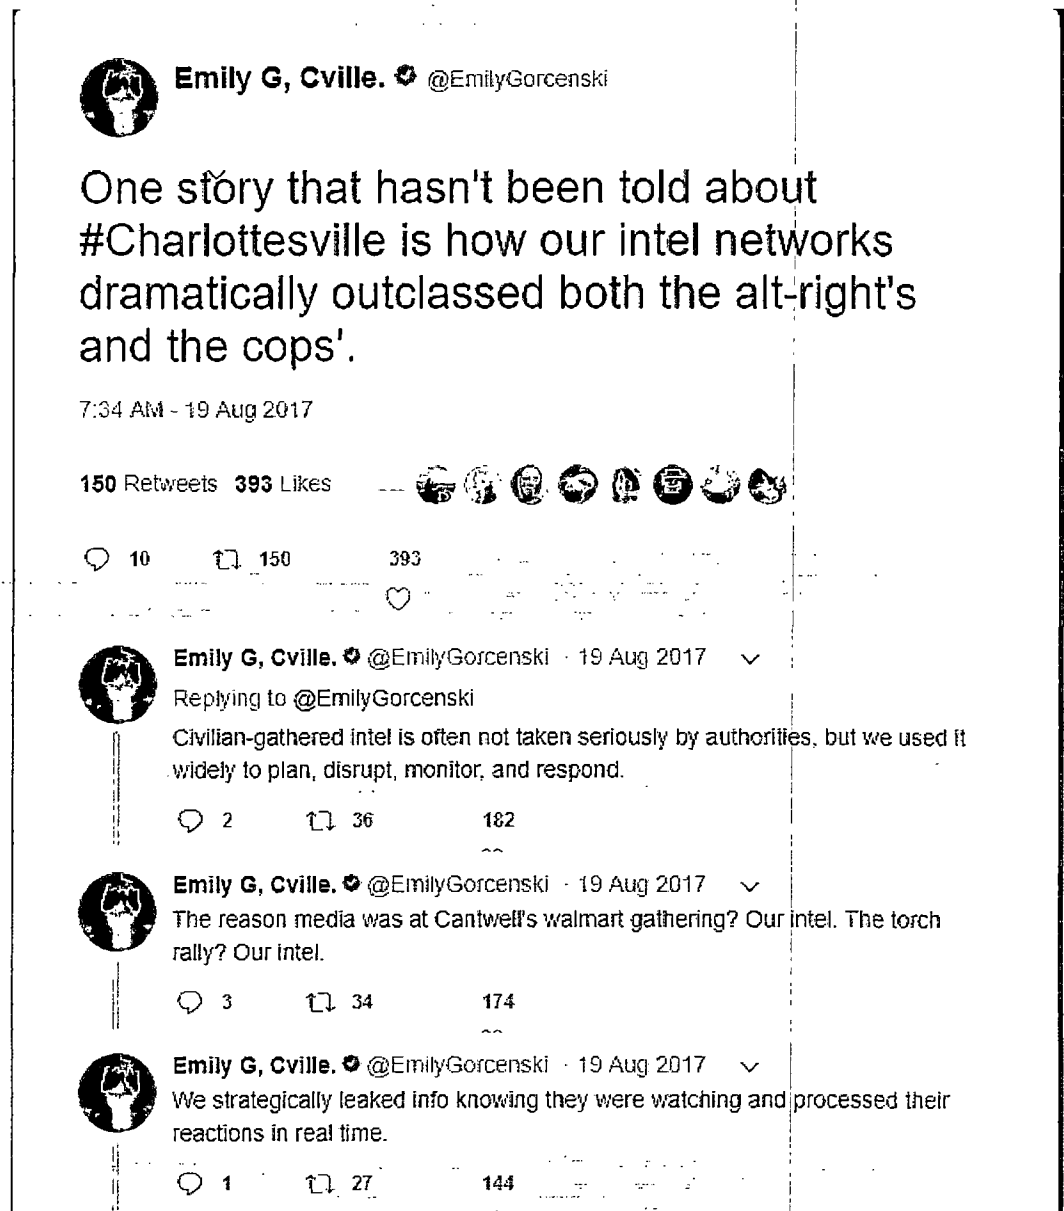 Emily G, Cville. @EmilyGorcenski
One story that hasn't been told about
#Charlottesville is how our intel networks
dramatically outclassed both the alt-right's
and the cops'.
7:34 AM - 19 Aug 2017
150 Retweets 393 Likes
10 150 393
Emily G, Cville. @EmilyGorcenski · 19 Aug 2017
Replying to @EmilyGorcenski
Civilian-gathered intel is often not taken seriously by authorities, but we used it
widely to plan, disrupt, monitor, and respond.
2 36 182
Emily G, Cville. @EmilyGorcenski · 19 Aug 2017
The reason media was at Cantwell's walmart gathering? Our intel. The torch
rally? Our intel.
3 34 174
Emily G, Cville. @EmilyGorcenski · 19 Aug 2017
We strategically leaked info knowing they were watching and processed their
reactions in real time.
1 27 144